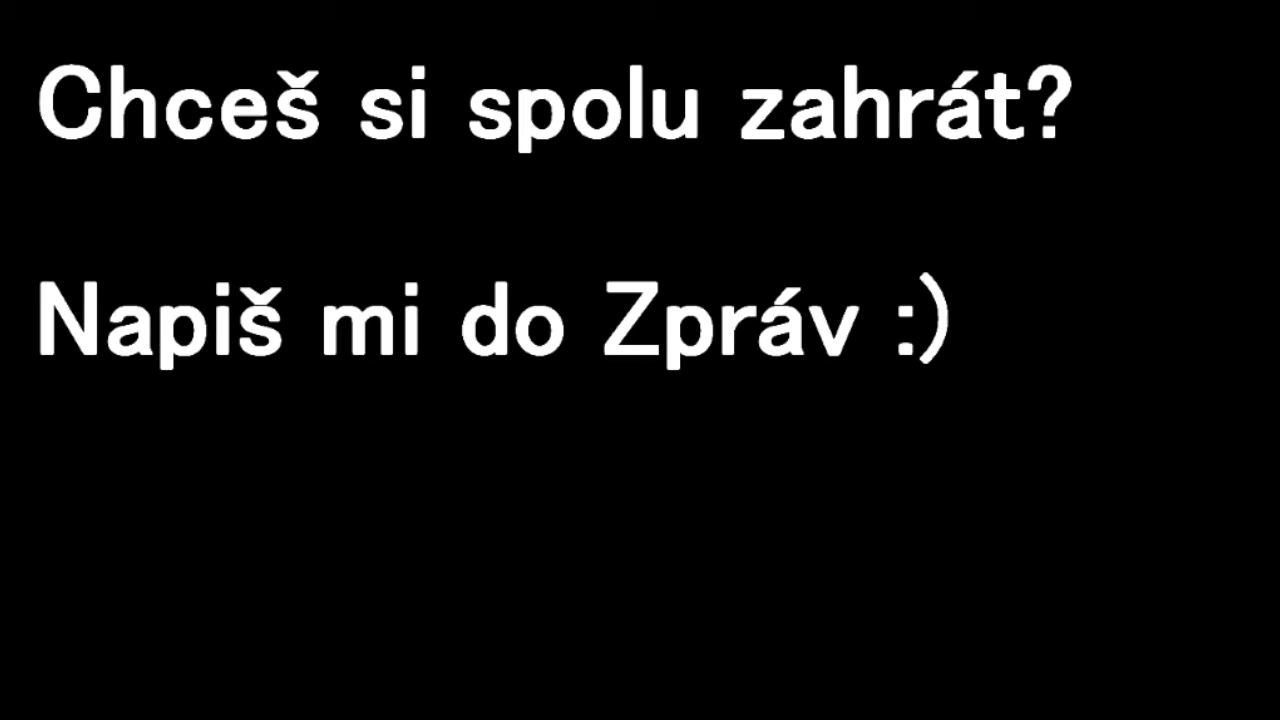 Chceš si spolu zahrát?
Napiš mi do Zpráv :)